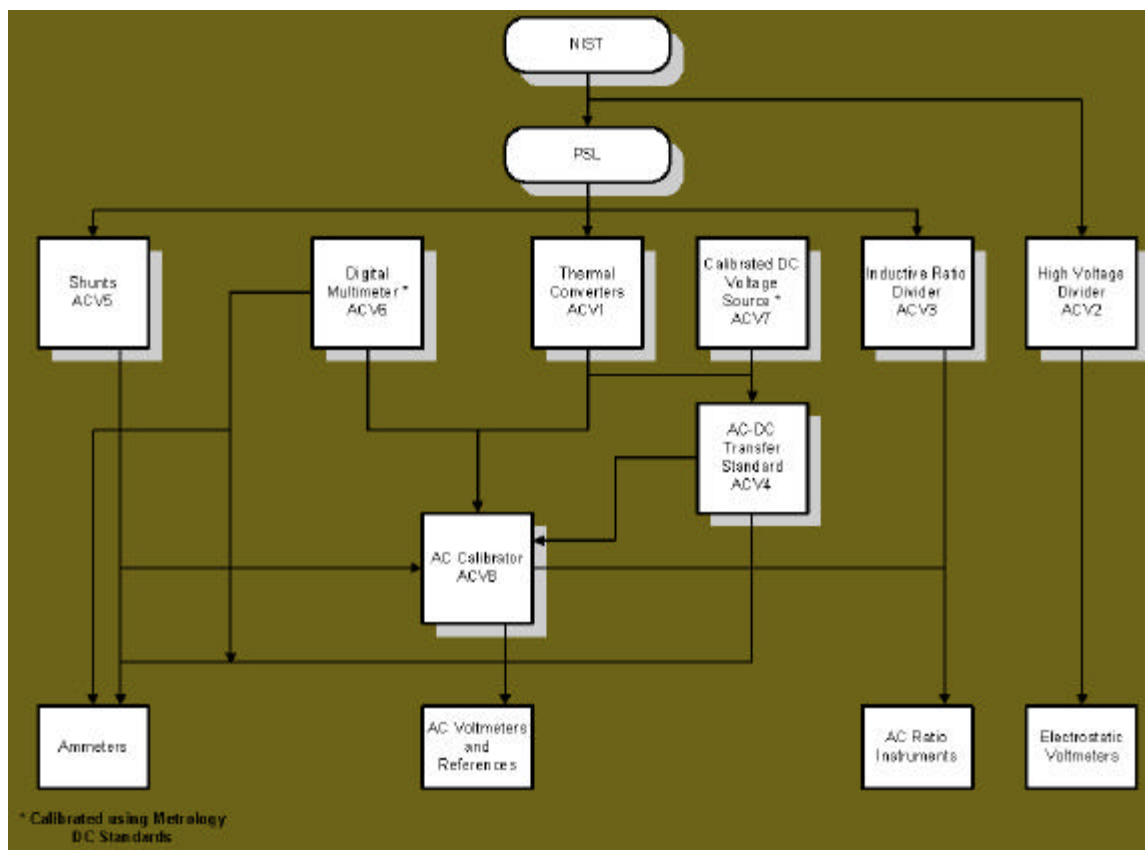 NIST
PSL
Shunts
ACV5
Digital
Multimeter *
ACV6
Thermal
Converters
ACV1
Calibrated DC
Voltage
Source *
ACV7
Inductive Ratio
Divider
ACV3
High Voltage
Divider
ACV2
AC-DC
Transfer
Standard
ACV4
AC Calibrator
ACV8
Ammeters
AC Voltmeters
and
References
AC Ratio
Instruments
Electrostatic
Voltmeters
* Calibrated using Metrology
DC Standards